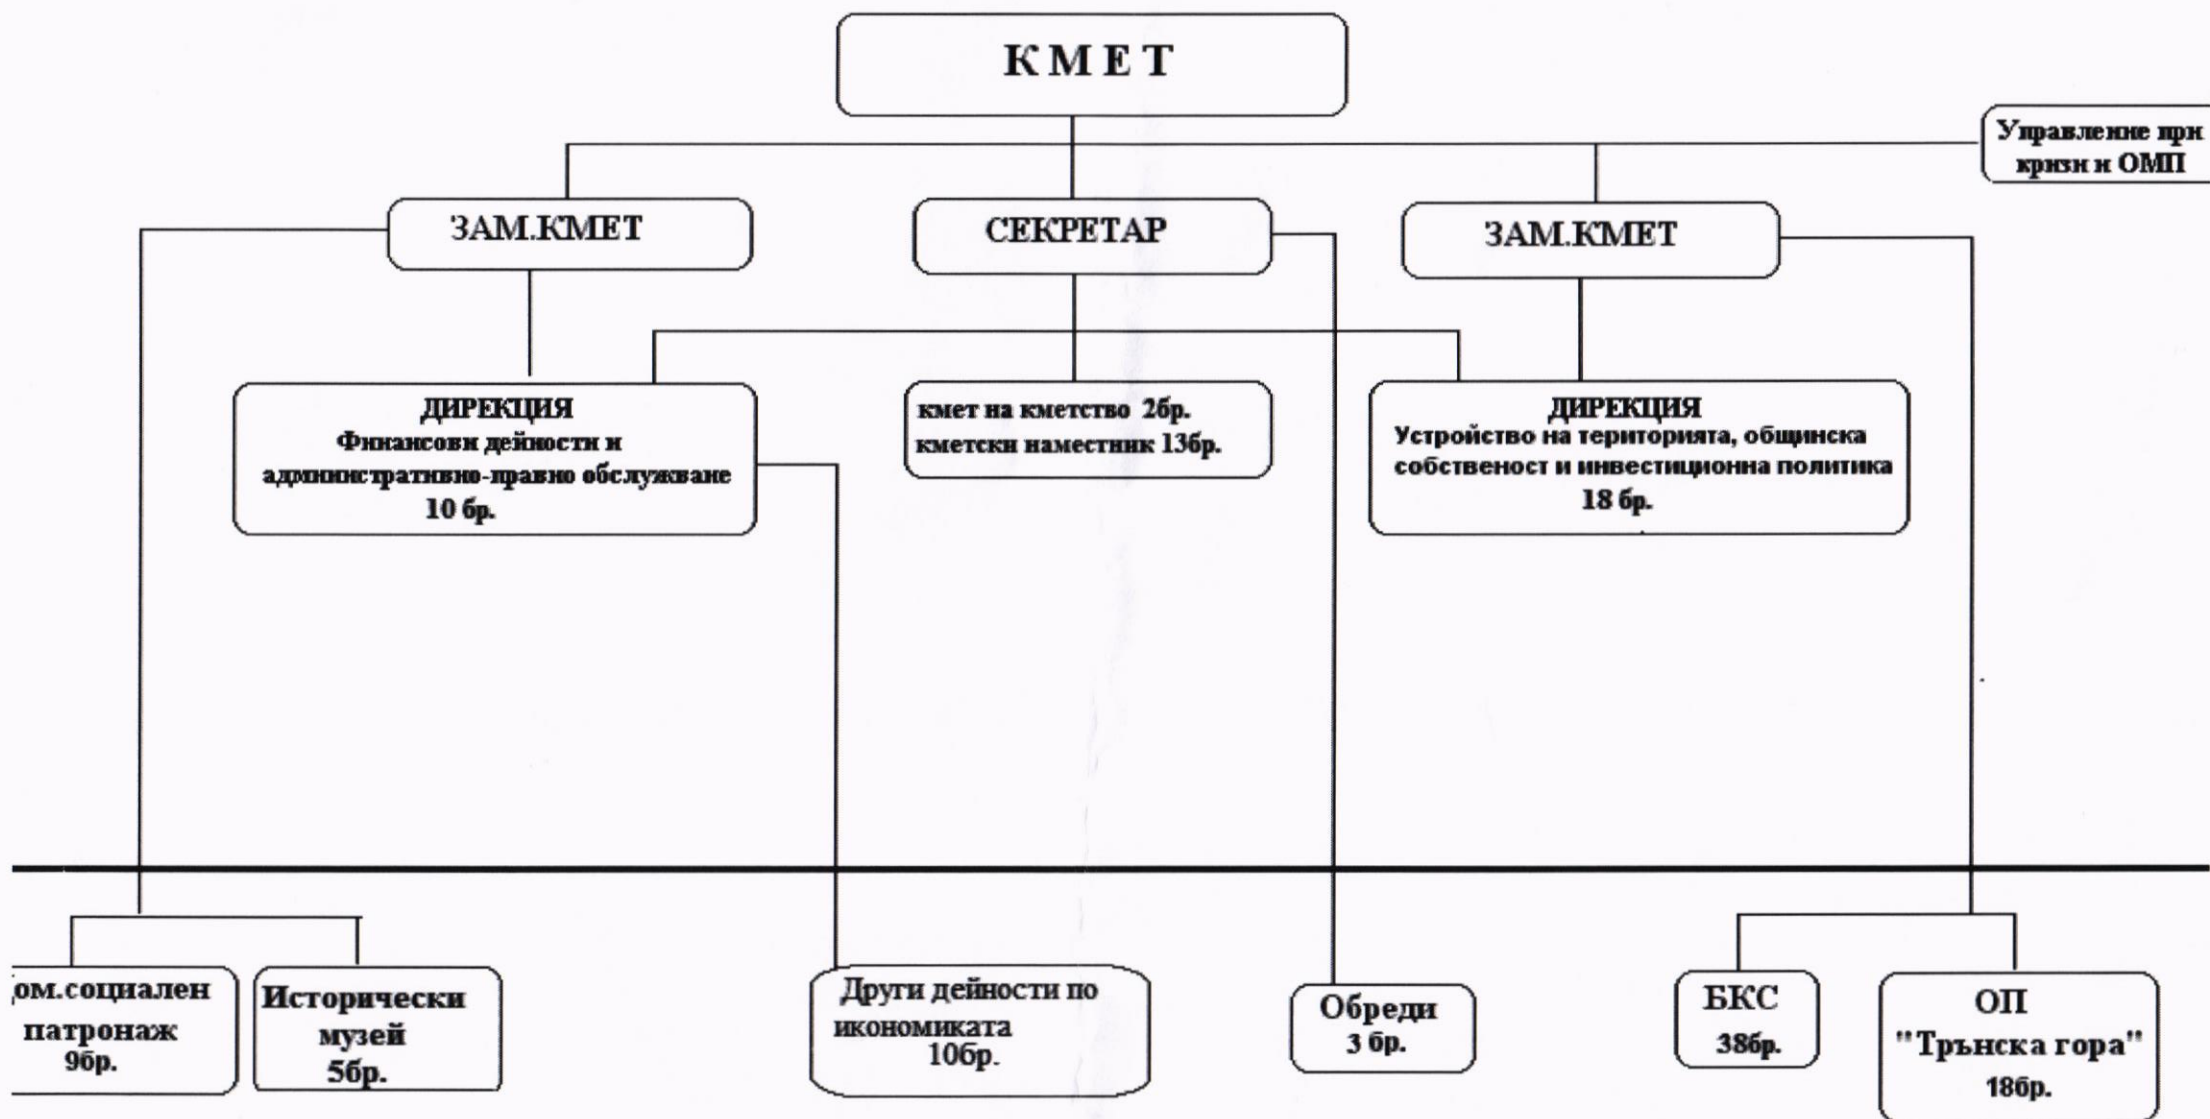 К М Е Т
Управление при
кризи и ОМП
ЗАМ.КМЕТ
СЕКРЕТАР
ЗАМ.КМЕТ
ДИРЕКЦИЯ
Финансови дейности и
административно-правно обслужване
10 бр.
кмет на кметство 2бр.
кметски наместник 13бр.
ДИРЕКЦИЯ
Устройство на територията, общинска
собственост и инвестиционна политика
18 бр.
ом.социален
патронаж
9бр.
Исторически
музей
5бр.
Други дейности по
икономиката
10бр.
Обреди
3 бр.
БКС
38бр.
ОП
"Трънска гора"
18бр.